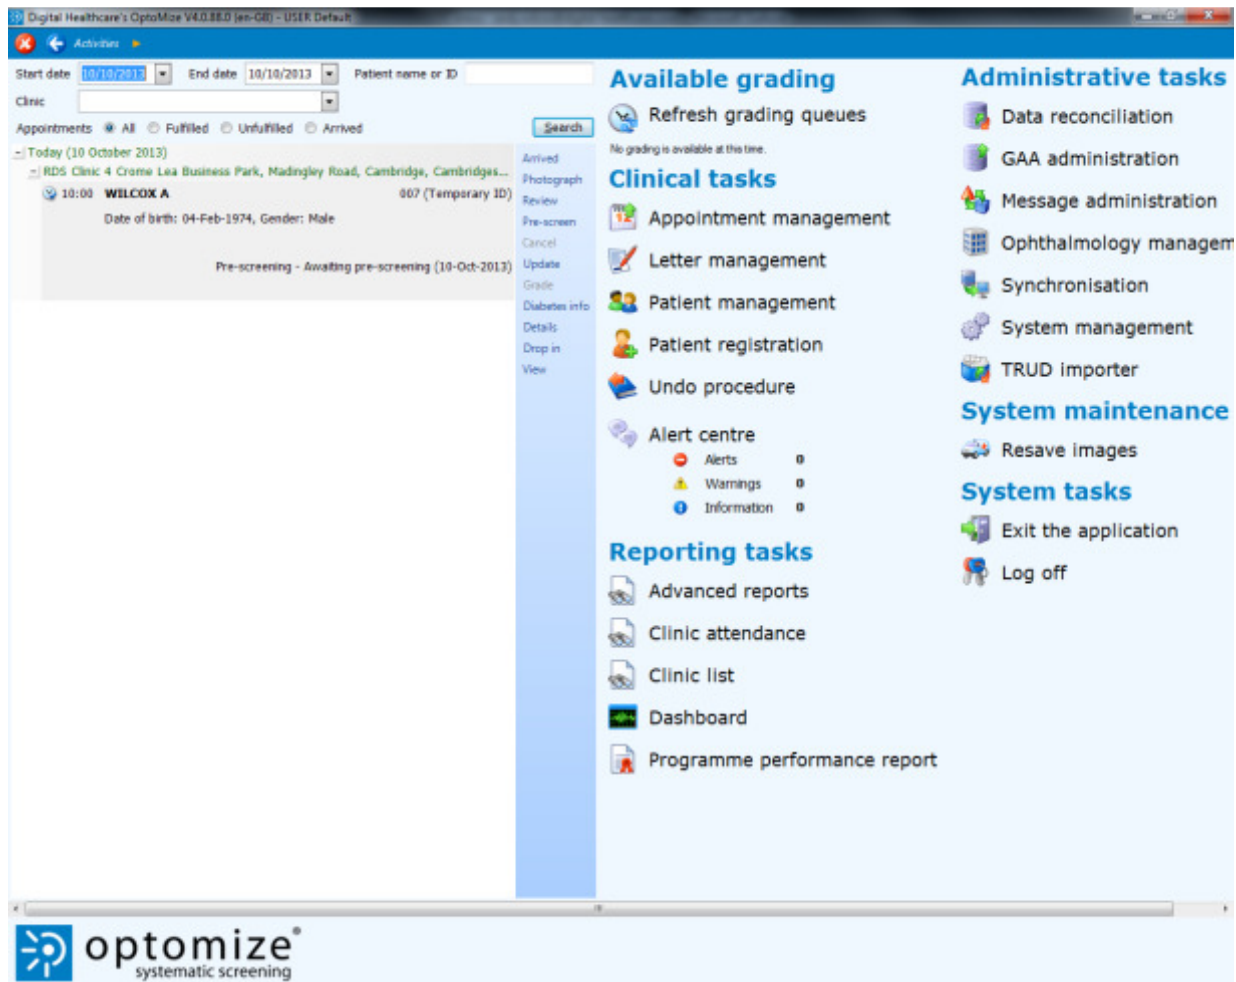 Digital Healthcare's OptoMize V4.0.88.0 (en-GB) - USER Default
Activities
Start date 10/10/2013 End date 10/10/2013 Patient name or ID
Clinic
Appointments All Fulfilled Unfulfilled Arrived Search
Today (10 October 2013)
RDS Clinic 4 Crome Lea Business Park, Madingley Road, Cambridge, Cambridges...
10:00 WILCOX A 007 (Temporary ID)
Date of birth: 04-Feb-1974, Gender: Male
Pre-screening - Awaiting pre-screening (10-Oct-2013)
Arrived
Photograph
Review
Pre-screen
Cancel
Update
Grade
Diabetes info
Details
Drop in
View
Available grading
Refresh grading queues
No grading is available at this time.
Clinical tasks
Appointment management
Letter management
Patient management
Patient registration
Undo procedure
Alert centre
Alerts 0
Warnings 0
Information 0
Reporting tasks
Advanced reports
Clinic attendance
Clinic list
Dashboard
Programme performance report
Administrative tasks
Data reconciliation
GAA administration
Message administration
Ophthalmology managem
Synchronisation
System management
TRUD importer
System maintenance
Resave images
System tasks
Exit the application
Log off
optomize®
systematic screening